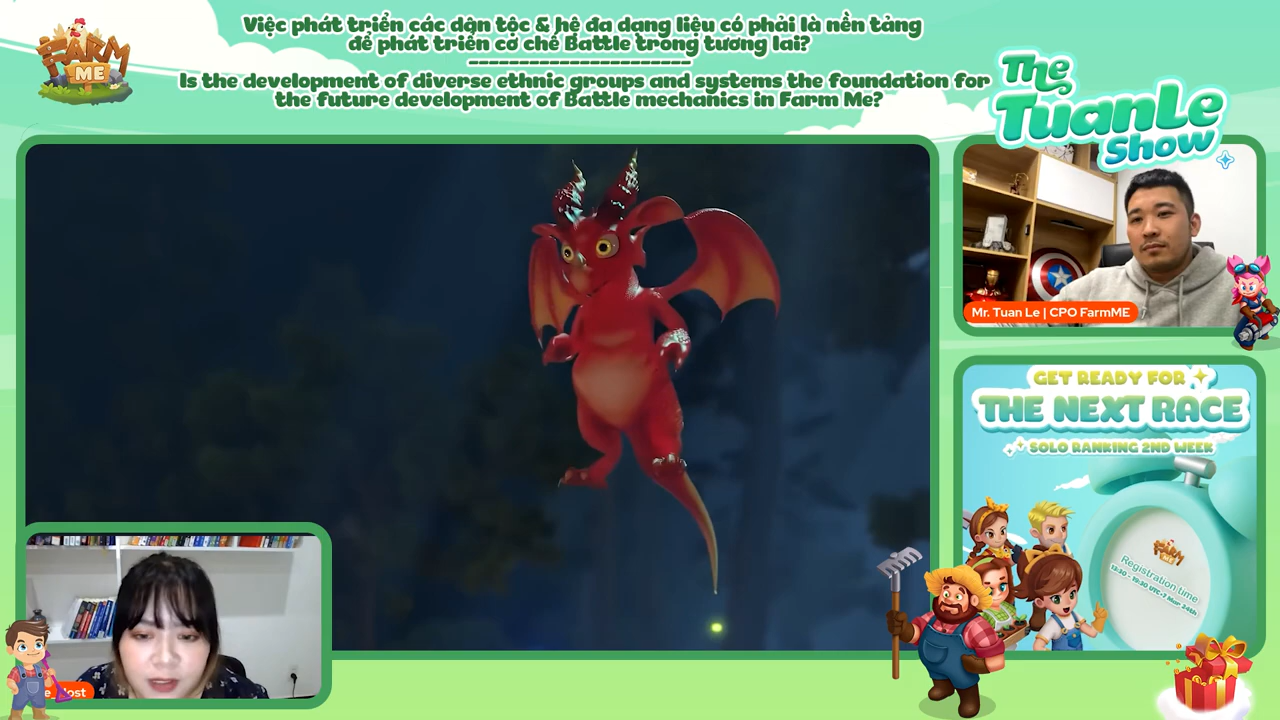 FARM
ME
Việc phát triển các dân tộc & hệ đa dạng liệu có phải là nền tảng
để phát triển cơ chế Battle trong tương lai?
----------------------
Is the development of diverse ethnic groups and systems the foundation for
the future development of Battle mechanics in Farm Me?
The
TuanLe
Show
Mr. Tuan Le | CPO FarmME
GET READY FOR
THE NEXT RACE
SOLO RANKING 2ND WEEK
FARM
ME
Registration time
Host